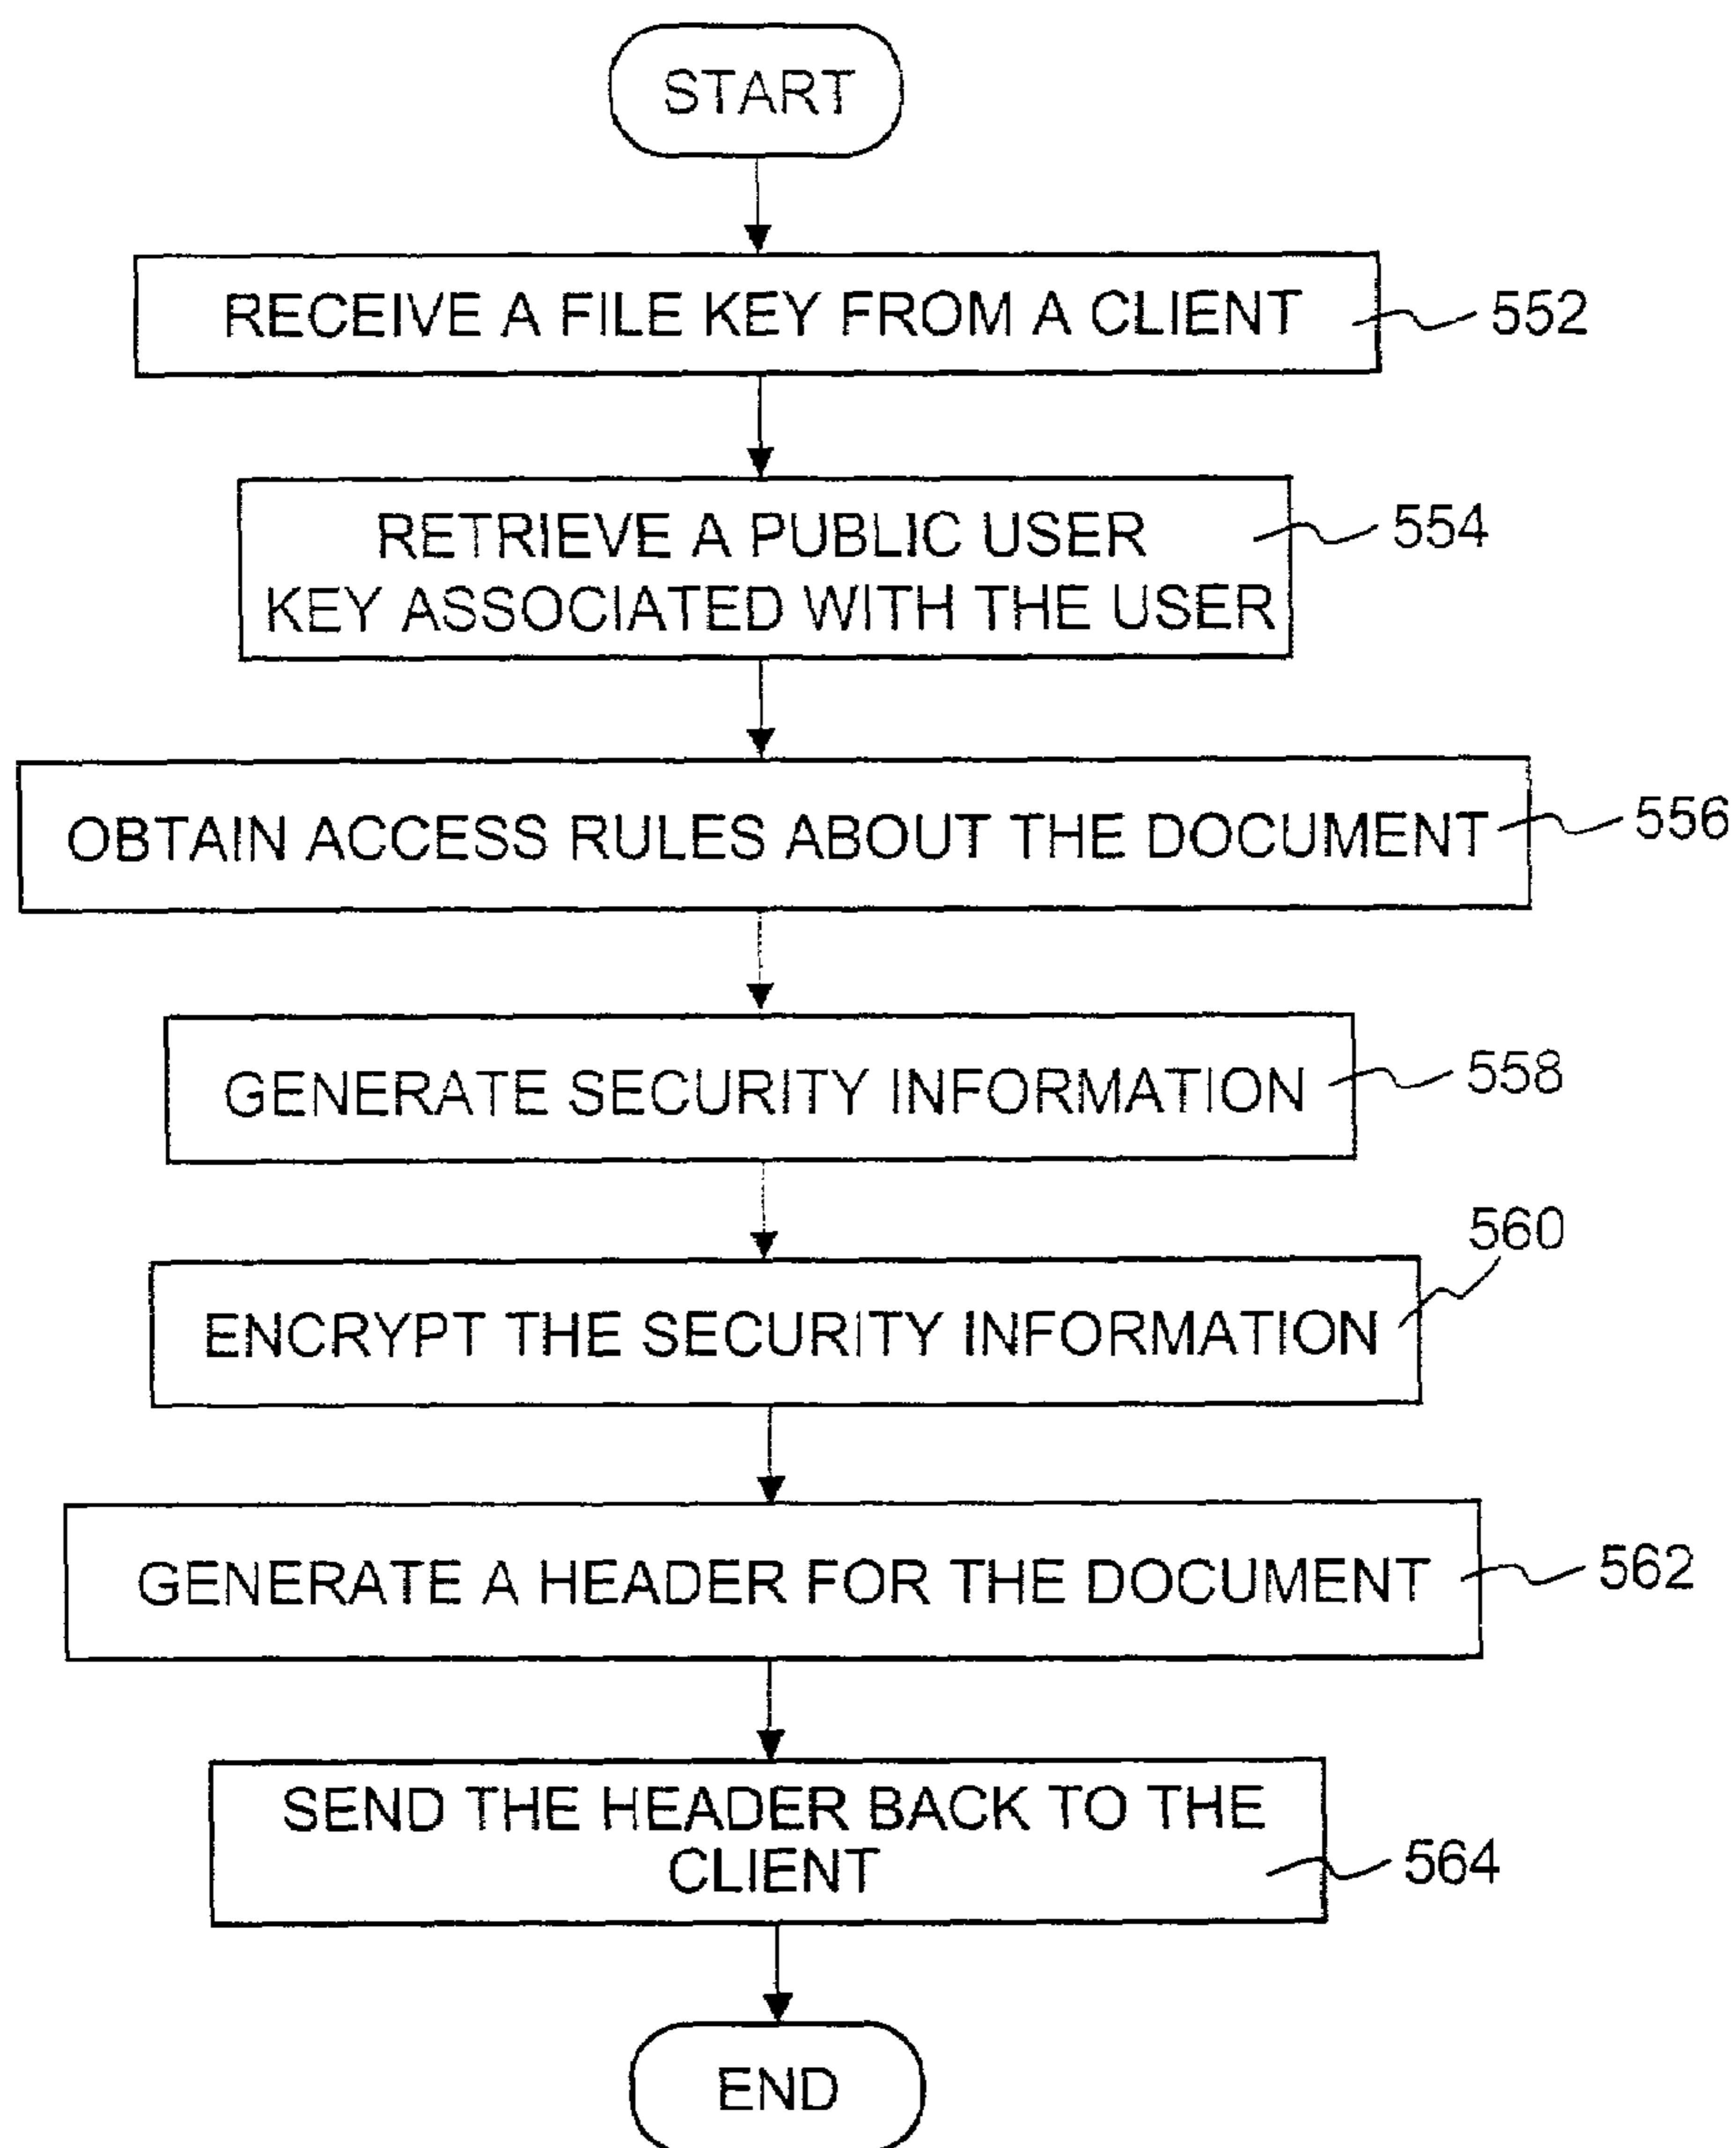 START
RECEIVE A FILE KEY FROM A CLIENT
552
RETRIEVE A PUBLIC USER
KEY ASSOCIATED WITH THE USER
554
OBTAIN ACCESS RULES ABOUT THE DOCUMENT
556
GENERATE SECURITY INFORMATION
558
560
ENCRYPT THE SECURITY INFORMATION
GENERATE A HEADER FOR THE DOCUMENT
562
SEND THE HEADER BACK TO THE
CLIENT
564
END